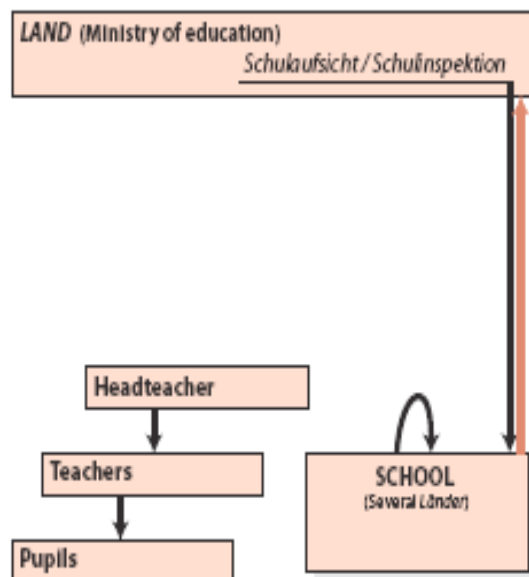 LAND (Ministry of education)
Schulaufsicht / Schulinspektion
Headteacher
Teachers
SCHOOL
(Several Länder)
Pupils